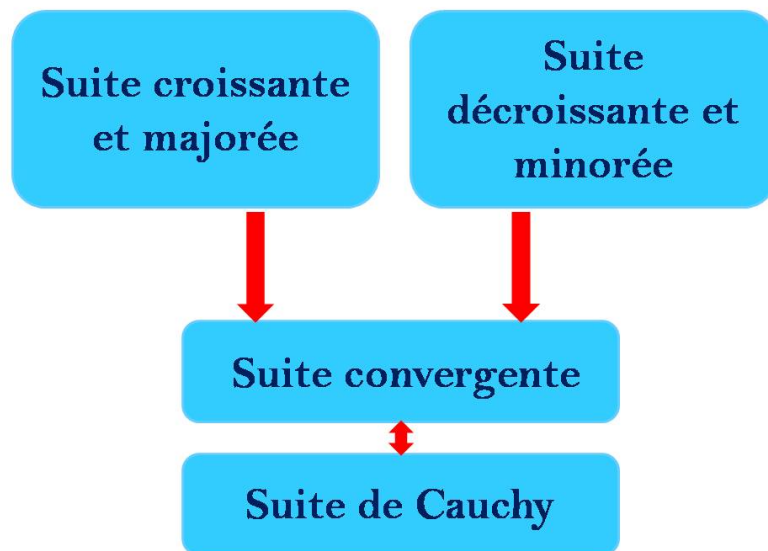 Suite croissante
et majorée
Suite
décroissante et
minorée
Suite convergente
Suite de Cauchy